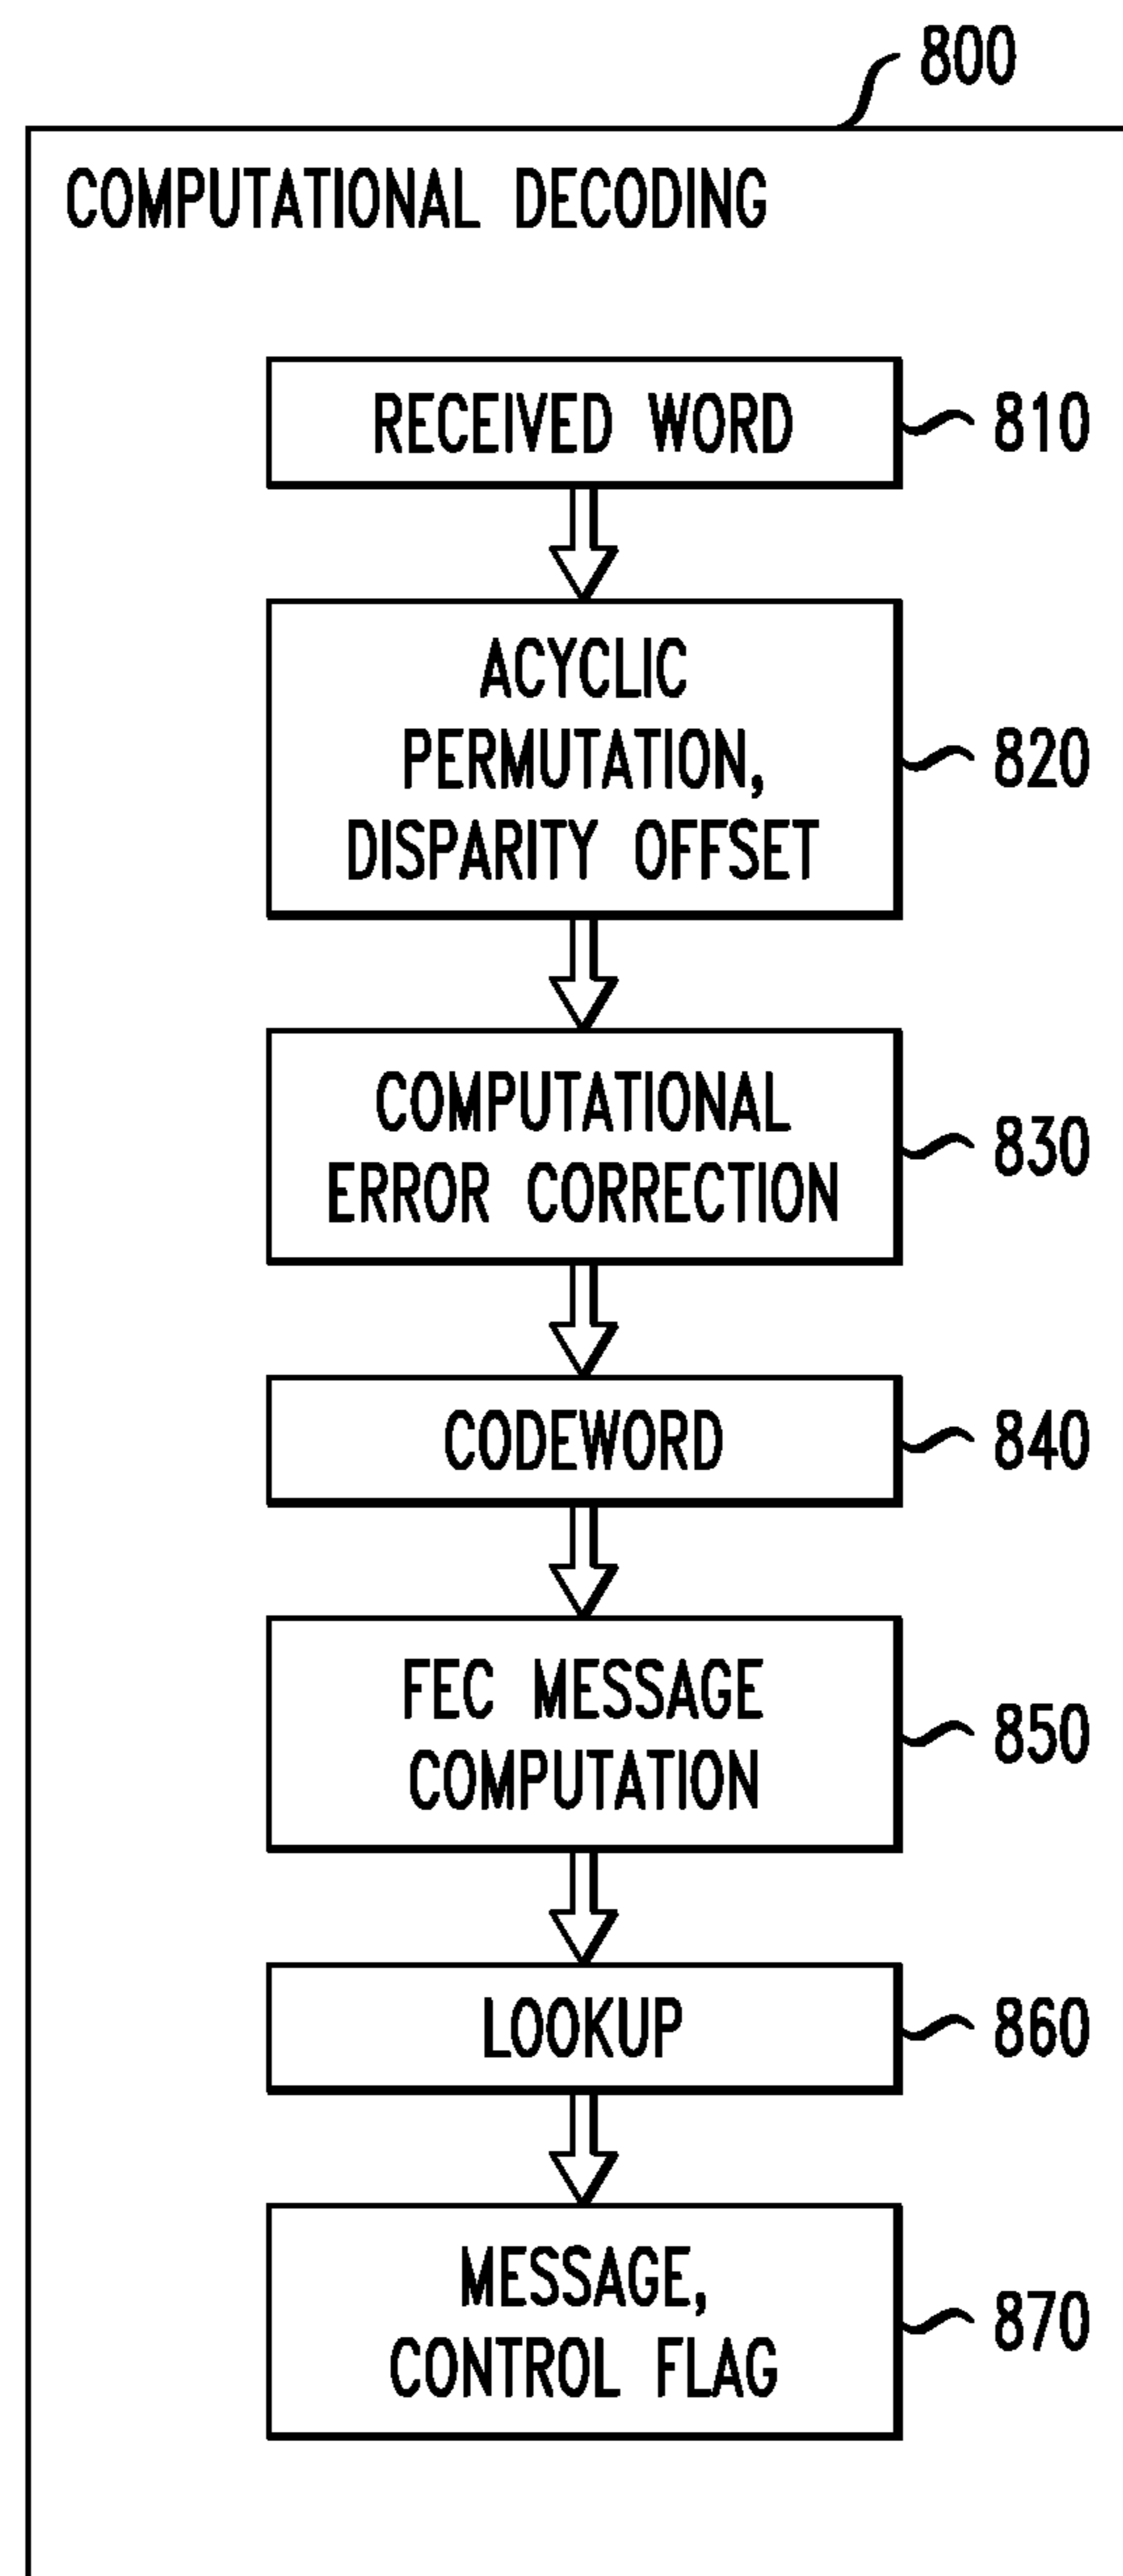 800
COMPUTATIONAL DECODING
RECEIVED WORD
810
ACYCLIC
PERMUTATION,
DISPARITY OFFSET
820
COMPUTATIONAL
ERROR CORRECTION
830
CODEWORD
840
FEC MESSAGE
COMPUTATION
850
LOOKUP
860
MESSAGE,
CONTROL FLAG
870